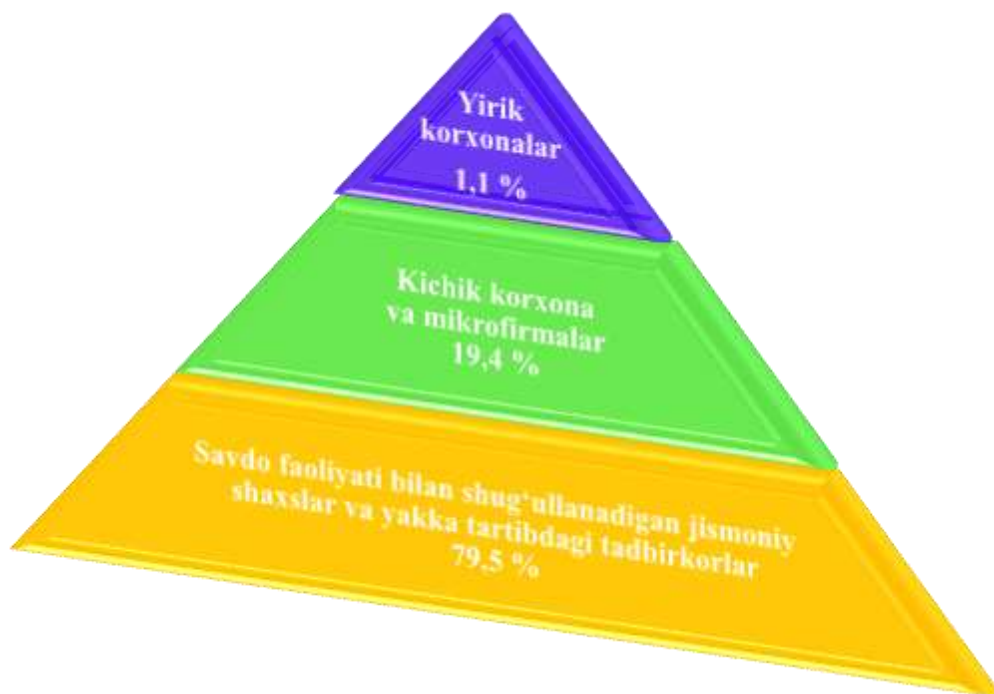 Yirik
korxonalar
1,1 %
Kichik korxona
va mikrofirmalar
19,4 %
Savdo faoliyati bilan shug‘ullanadigan jismoniy
shaxslar va yakka tartibdagi tadbirkorlar
79,5 %